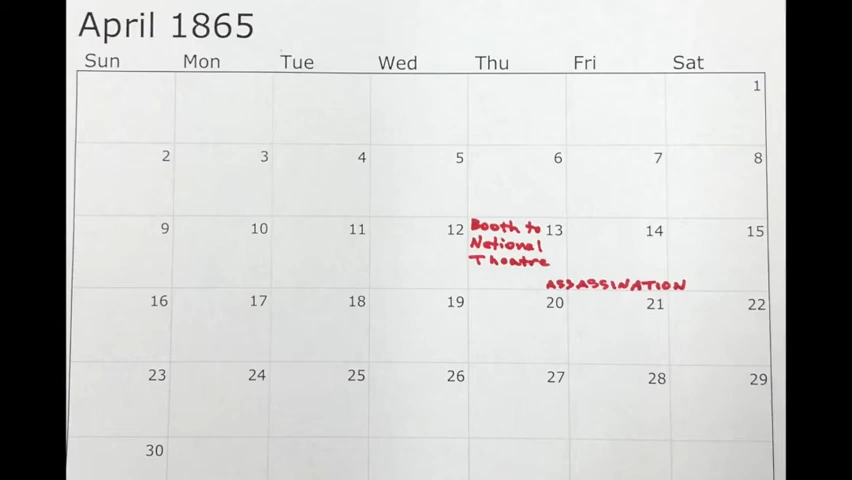 April 1865
Sun Mon Tue Wed Thu Fri Sat
1
2 3 4 5 6 7 8
9 10 11 12 Booth to 13 14 15
National
Theatre
ASSASSINATION
16 17 18 19 20 21 22
23 24 25 26 27 28 29
30